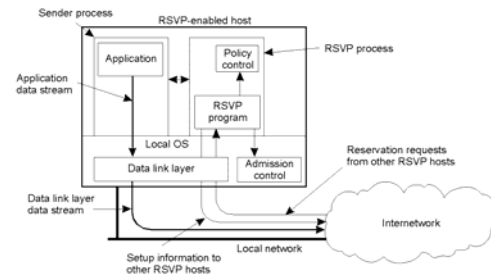 Sender process
RSVP-enabled host
Application
Policy
control
RSVP process
Application
data stream
RSVP
program
Local OS
Data link layer
Admission
control
Reservation requests
from other RSVP hosts
Data link layer
data stream
Internetwork
Local network
Setup information to
other RSVP hosts